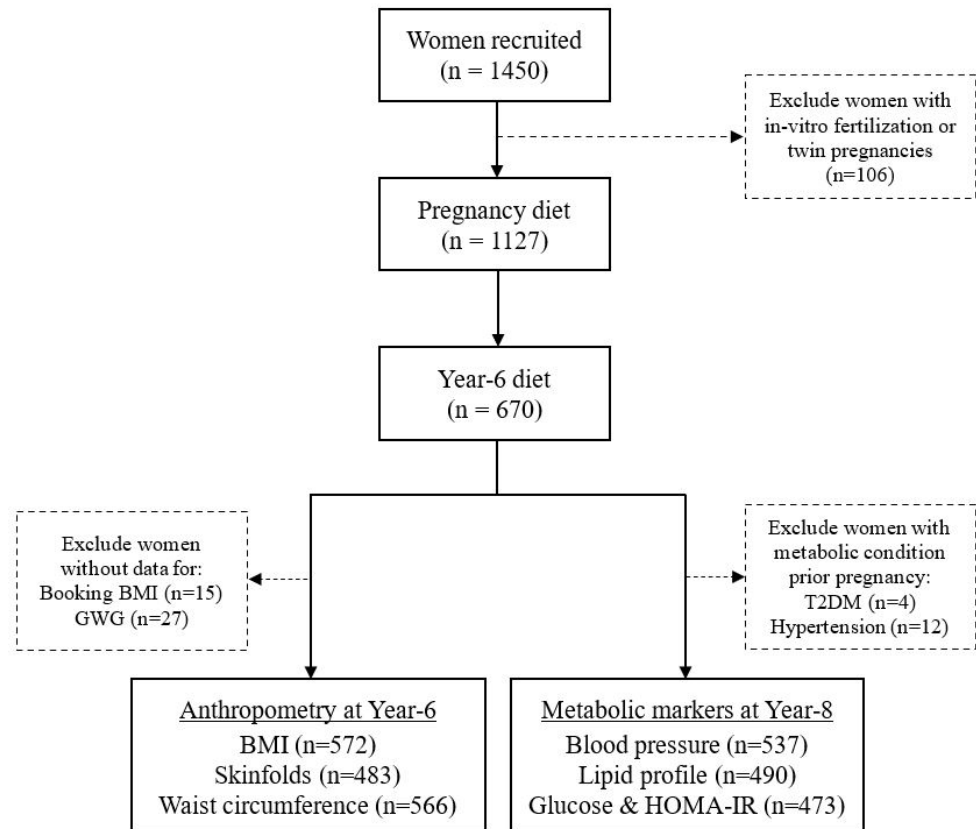 Women recruited
(n = 1450)
Exclude women with
in-vitro fertilization or
twin pregnancies
(n=106)
Pregnancy diet
(n = 1127)
Year-6 diet
(n = 670)
Exclude women
without data for:
Booking BMI (n=15)
GWG (n=27)
Exclude women with
metabolic condition
prior pregnancy:
T2DM (n=4)
Hypertension (n=12)
Anthropometry at Year-6
BMI (n=572)
Skinfolds (n=483)
Waist circumference (n=566)
Metabolic markers at Year-8
Blood pressure (n=537)
Lipid profile (n=490)
Glucose & HOMA-IR (n=473)